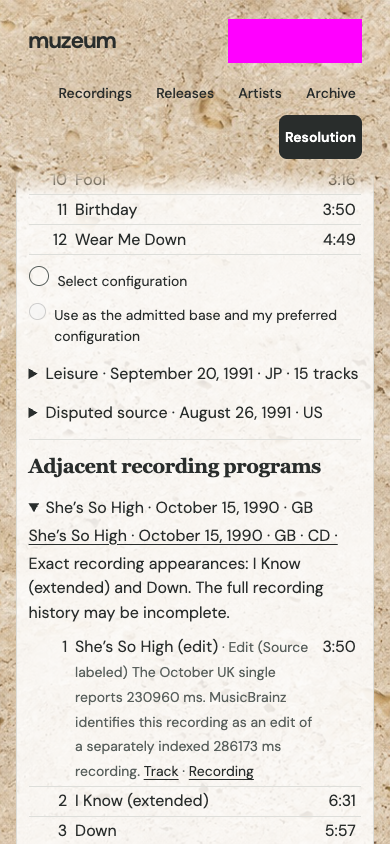 muzeum
Recordings Releases Artists Archive
Resolution
10 Fool 3:16
11 Birthday 3:50
12 Wear Me Down 4:49
Select configuration
Use as the admitted base and my preferred
configuration
▶ Leisure · September 20, 1991 · JP · 15 tracks
▶ Disputed source · August 26, 1991 · US
Adjacent recording programs
▼ She’s So High · October 15, 1990 · GB
She’s So High · October 15, 1990 · GB · CD ·
Exact recording appearances: I Know
(extended) and Down. The full recording
history may be incomplete.
1 She’s So High (edit) · Edit (Source 3:50
labeled) The October UK single
reports 230960 ms. MusicBrainz
identifies this recording as an edit of
a separately indexed 286173 ms
recording. Track · Recording
2 I Know (extended) 6:31
3 Down 5:57